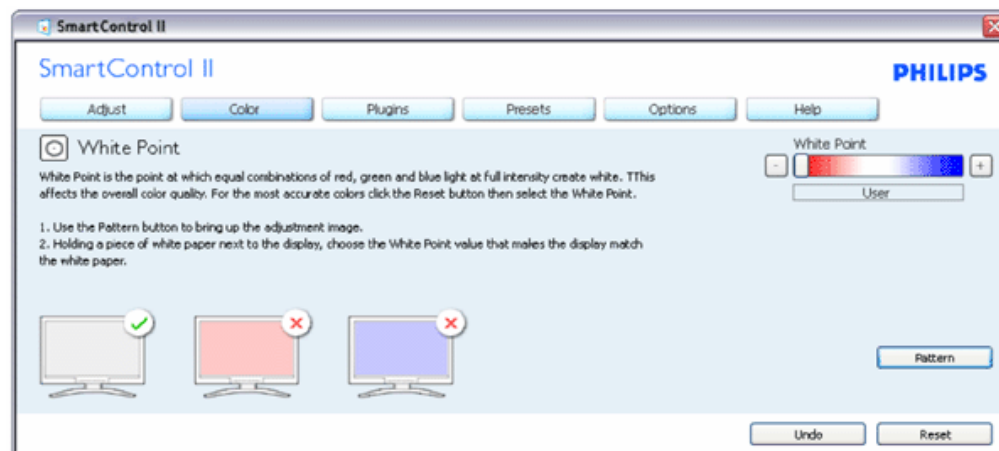 SmartControl II
SmartControl II
PHILIPS
Adjust Color Plugins Presets Options Help
White Point
White Point is the point at which equal combinations of red, green and blue light at full intensity create white. TThis
affects the overall color quality. For the most accurate colors click the Reset button then select the White Point.
1. Use the Pattern button to bring up the adjustment image.
2. Holding a piece of white paper next to the display, choose the White Point value that makes the display match
the white paper.
White Point
- +
User
Pattern
Undo Reset